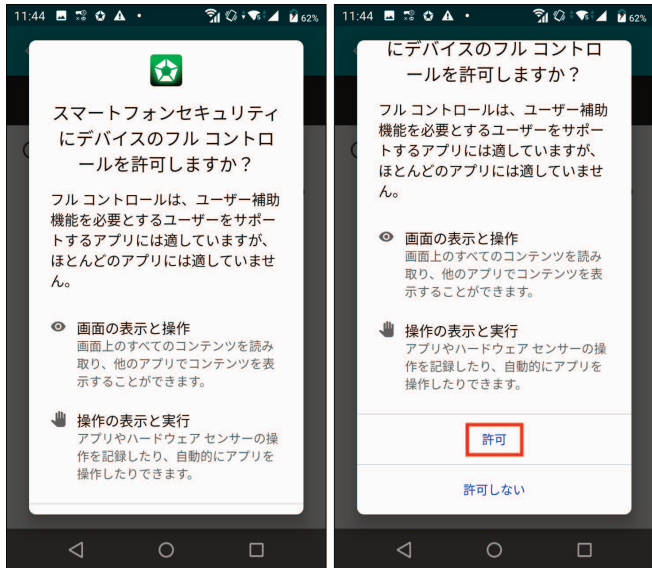 11:44
62%
スマートフォンセキュリティ
にデバイスのフル コントロ
ールを許可しますか？
フル コントロールは、ユーザー補助
機能を必要とするユーザーをサポー
トするアプリには適していますが、
ほとんどのアプリには適していませ
ん。
画面の表示と操作
画面上のすべてのコンテンツを読み
取り、他のアプリでコンテンツを表
示することができます。
操作の表示と実行
アプリやハードウェア センサーの操
作を記録したり、自動的にアプリを
操作したりできます。
11:44
62%
にデバイスのフル コントロ
ールを許可しますか？
フル コントロールは、ユーザー補助
機能を必要とするユーザーをサポー
トするアプリには適していますが、
ほとんどのアプリには適していませ
ん。
画面の表示と操作
画面上のすべてのコンテンツを読み
取り、他のアプリでコンテンツを表
示することができます。
操作の表示と実行
アプリやハードウェア センサーの操
作を記録したり、自動的にアプリを
操作したりできます。
許可
許可しない